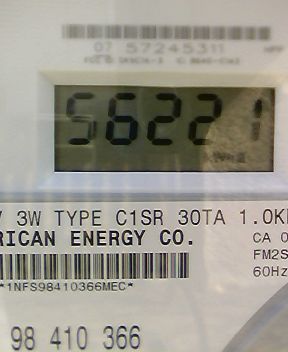 07 57245311
56221
3W TYPE C1SR 30TA 1.0K
RICAN ENERGY CO.
CA 0
FM2S
60Hz
*1NFS98410366MEC*
98 410 366